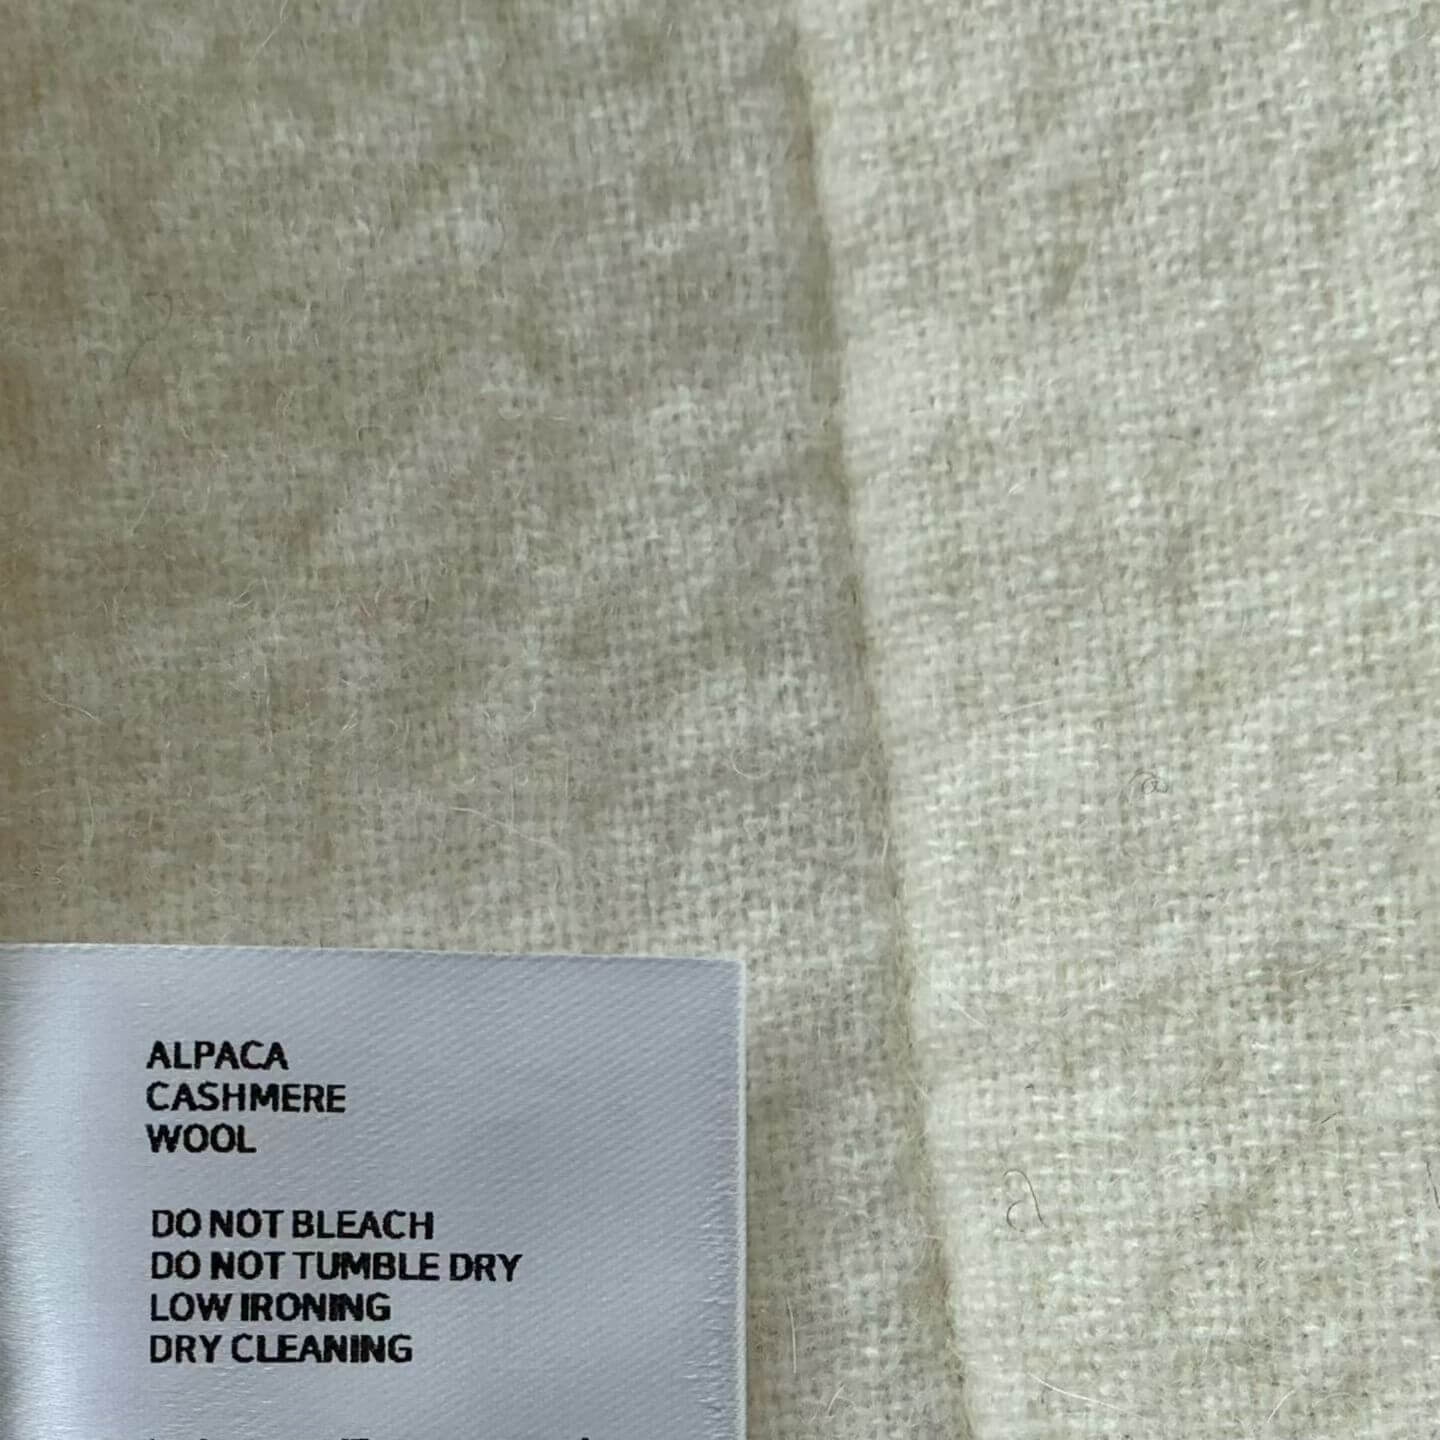 ALPACA
CASHMERE
WOOL
DO NOT BLEACH
DO NOT TUMBLE DRY
LOW IRONING
DRY CLEANING